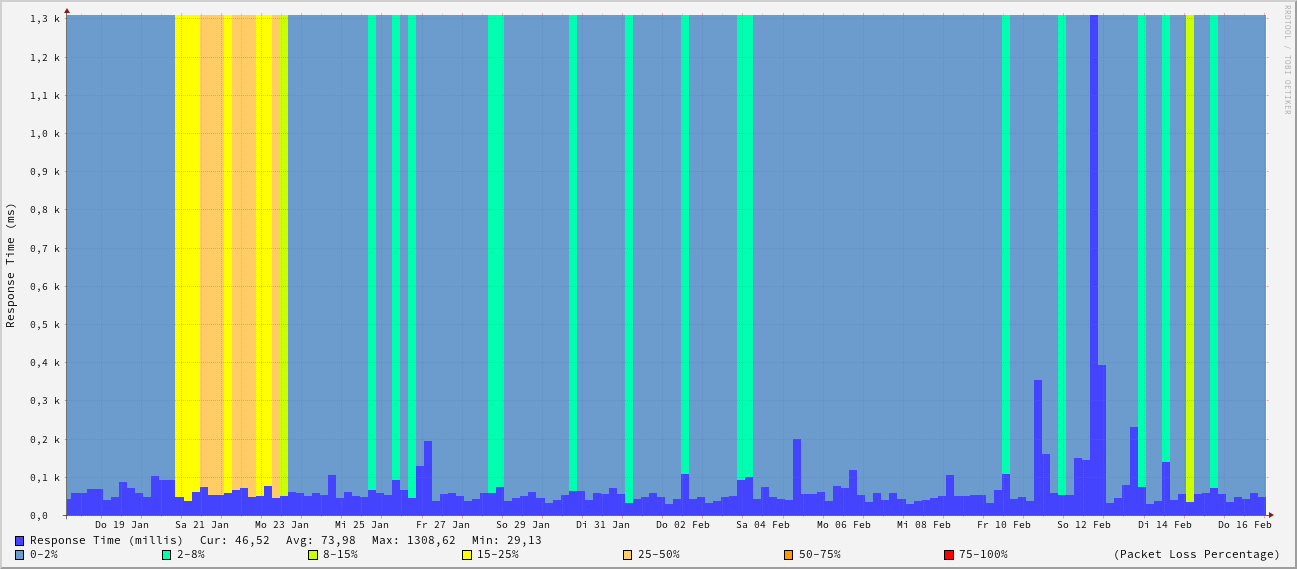 1,3 k
1,2 k
1,1 k
1,0 k
0,9 k
0,8 k
0,7 k
0,6 k
0,5 k
0,4 k
0,3 k
0,2 k
0,1 k
0,0
Response Time (ms)
RRDTOOL / TOBI OETIKER
Do 19 Jan Sa 21 Jan Mo 23 Jan Mi 25 Jan Fr 27 Jan So 29 Jan Di 31 Jan Do 02 Feb Sa 04 Feb Mo 06 Feb Mi 08 Feb Fr 10 Feb So 12 Feb Di 14 Feb Do 16 Feb
Response Time (millis) Cur: 46,52 Avg: 73,98 Max: 1308,62 Min: 29,13
0-2% 2-8% 8-15% 15-25% 25-50% 50-75% 75-100% (Packet Loss Percentage)